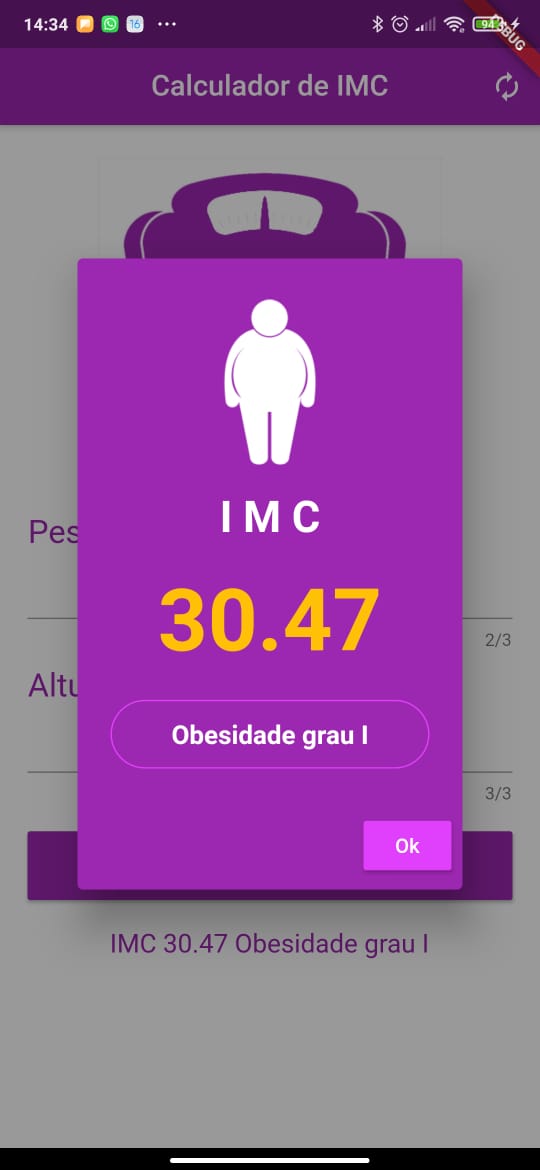 14:34 16 ... 94
DEBUG
Calculador de IMC
I M C
Pes
30.47
2/3
Altu
Obesidade grau I
3/3
Ok
IMC 30.47 Obesidade grau I